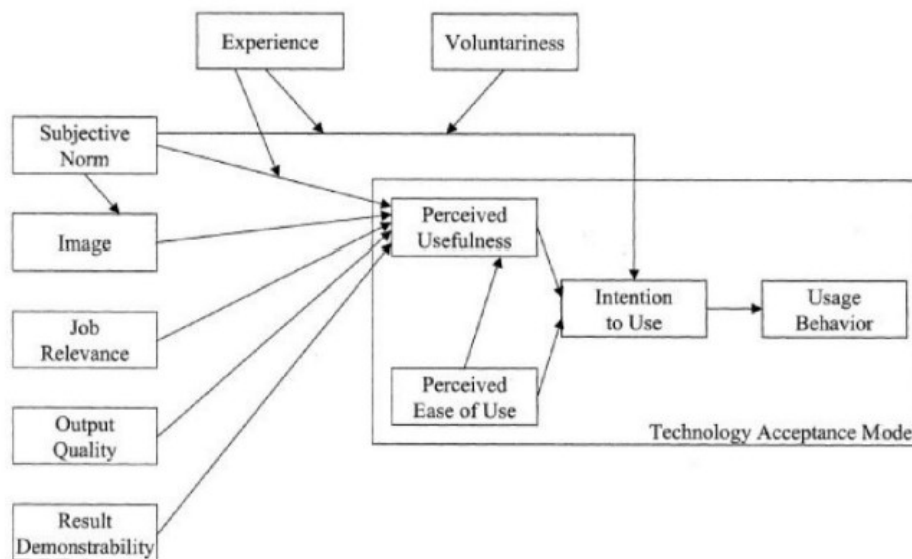 Experience
Voluntariness
Subjective
Norm
Image
Job
Relevance
Output
Quality
Result
Demonstrability
Perceived
Usefulness
Perceived
Ease of Use
Intention
to Use
Usage
Behavior
Technology Acceptance Mode